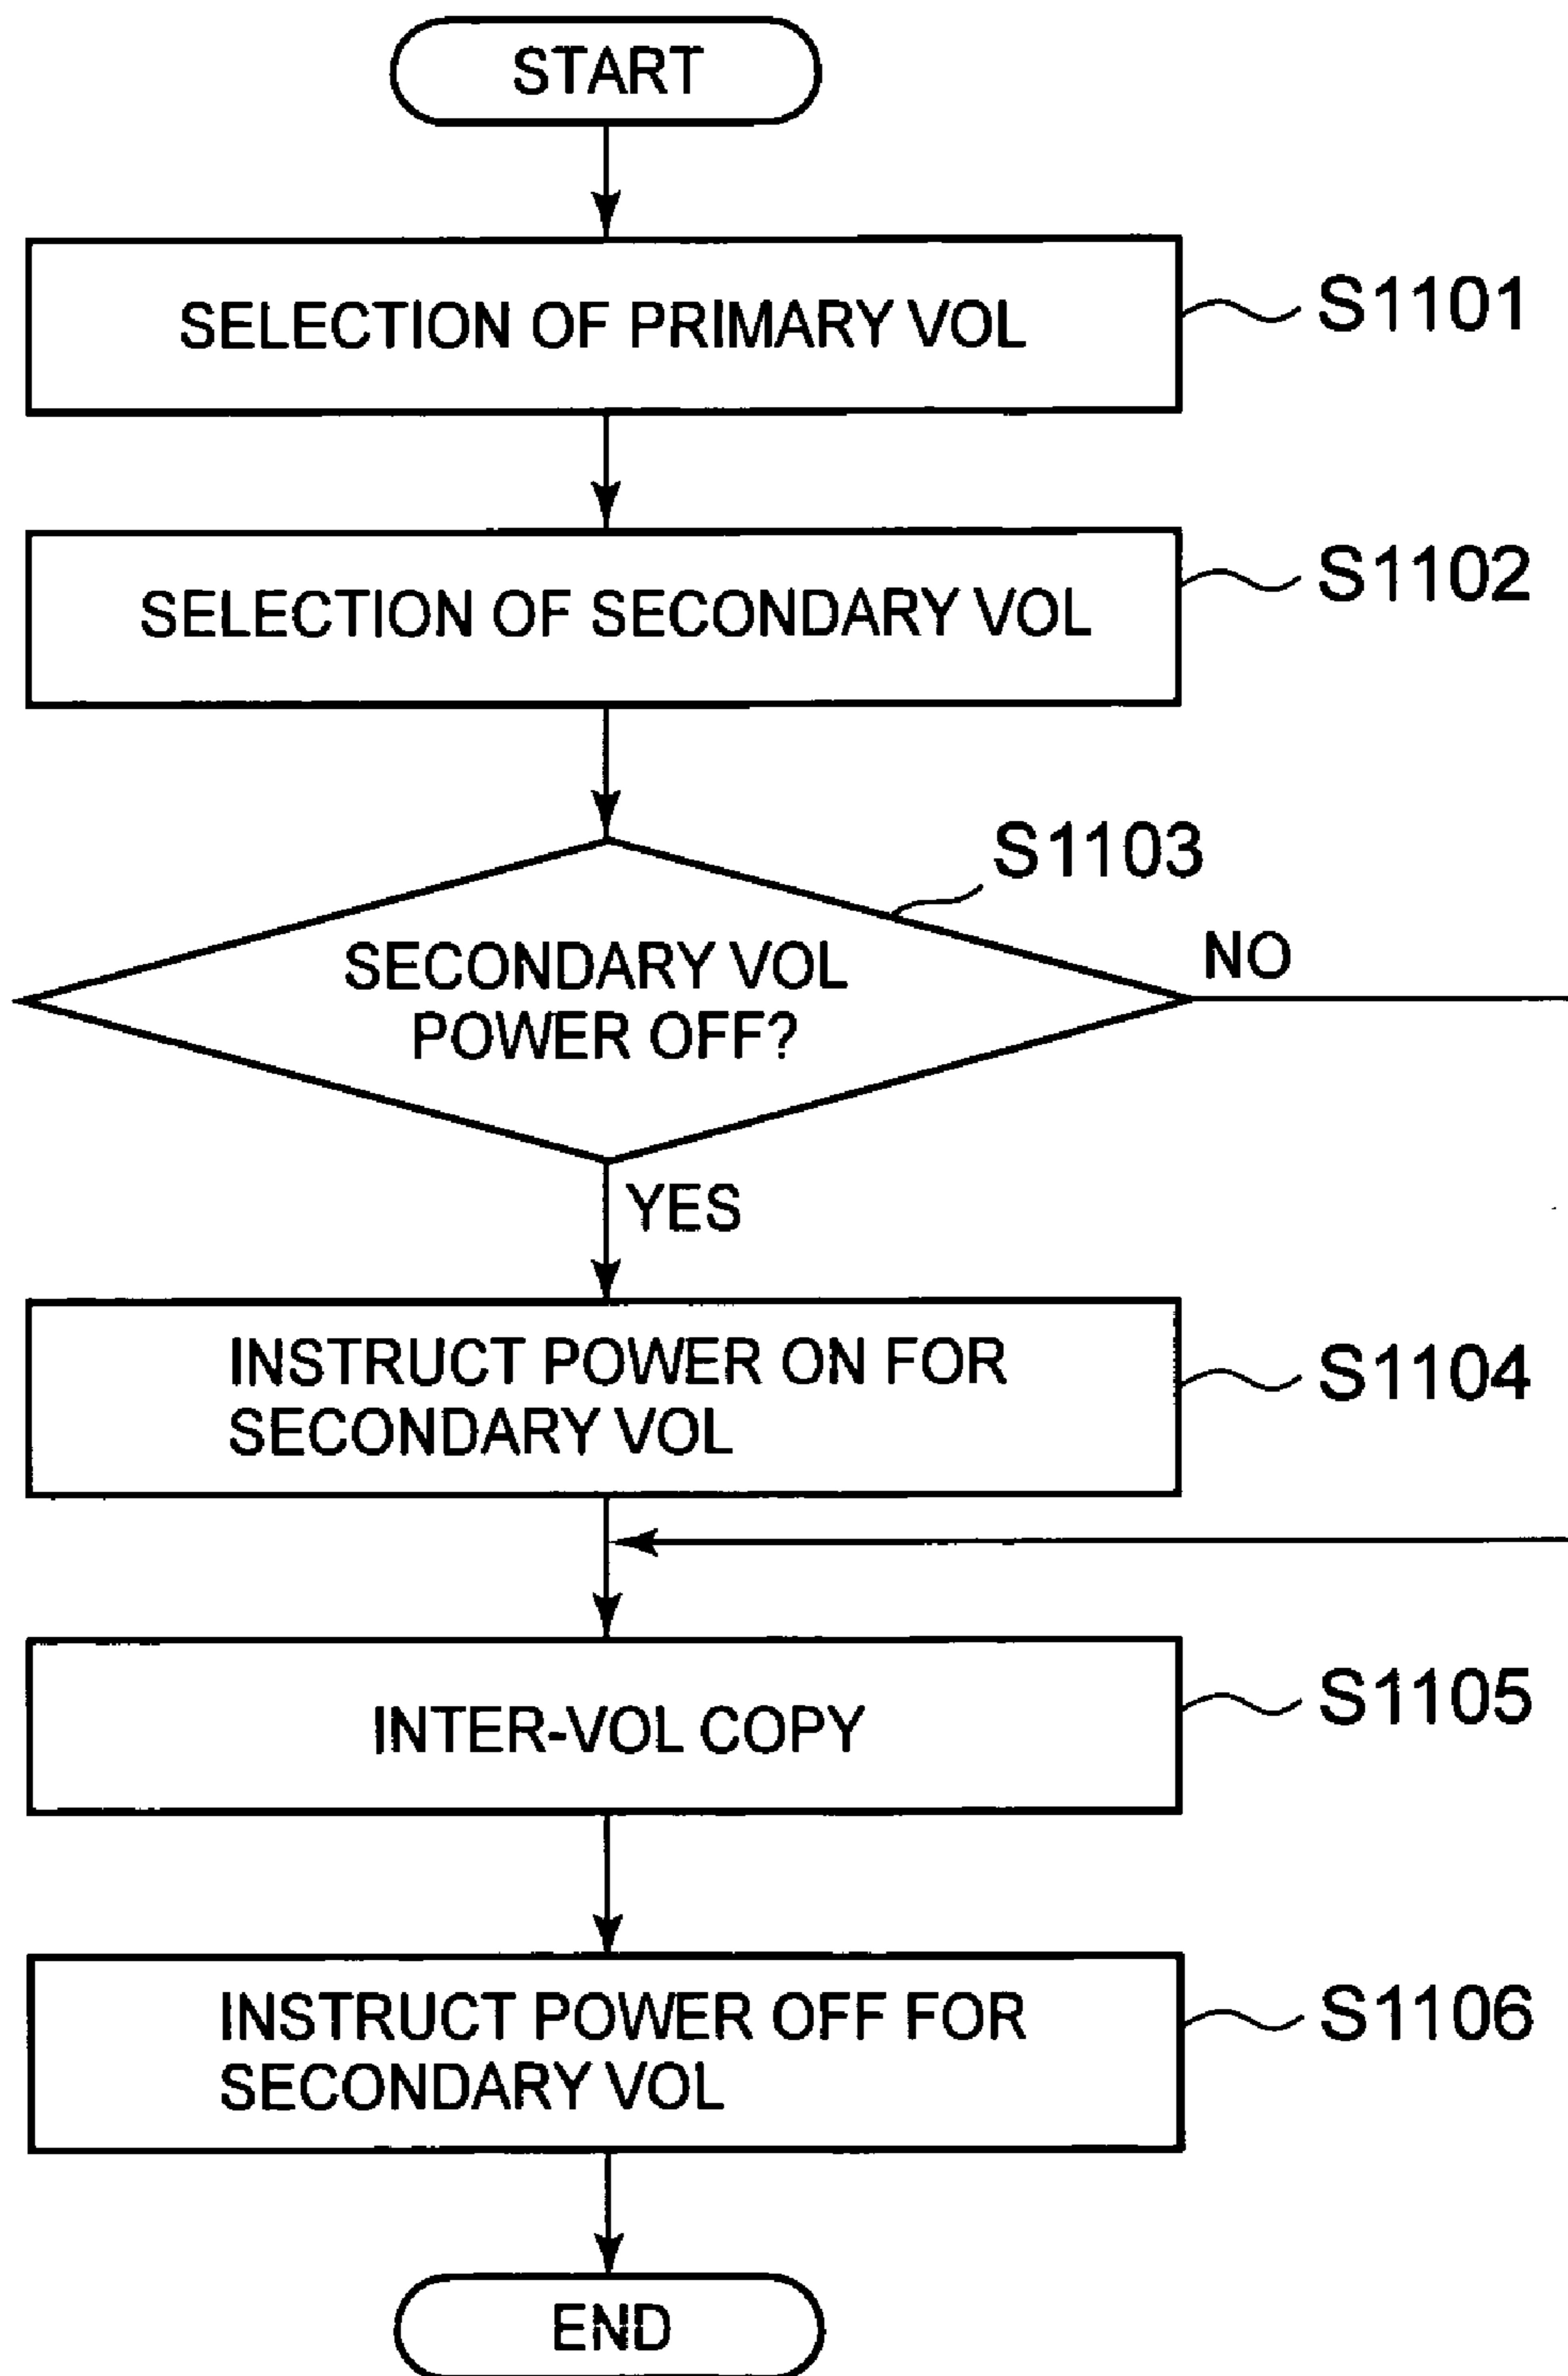 START
SELECTION OF PRIMARY VOL
S1101
SELECTION OF SECONDARY VOL
S1102
S1103
SECONDARY VOL
POWER OFF?
NO
YES
INSTRUCT POWER ON FOR
SECONDARY VOL
S1104
INTER-VOL COPY
S1105
INSTRUCT POWER OFF FOR
SECONDARY VOL
S1106
END